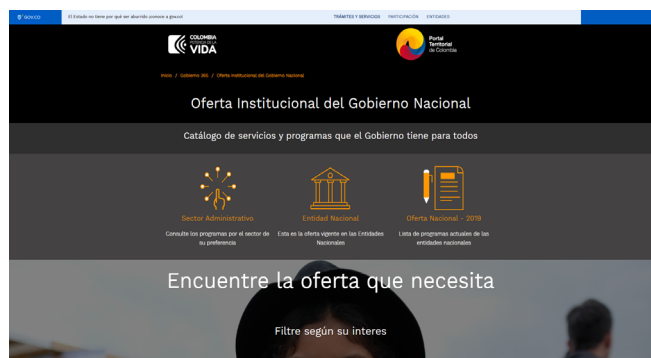 GOV.CO
El Estado no tiene por qué ser aburrido ¡conoce a gov.co!
TRÁMITES Y SERVICIOS PARTICIPACIÓN ENTIDADES
COLOMBIA
POTENCIA DE LA
VIDA
Portal
Territorial
de Colombia
Inicio / Gobierno 360 / Oferta Institucional del Gobierno Nacional
Oferta Institucional del Gobierno Nacional
Catálogo de servicios y programas que el Gobierno tiene para todos
Sector Administrativo
Consulte los programas por el sector de
su preferencia
Entidad Nacional
Esta es la oferta vigente en las Entidades
Nacionales
Oferta Nacional - 2019
Lista de programas actuales de las
entidades nacionales
Encuentre la oferta que necesita
Filtre según su interes